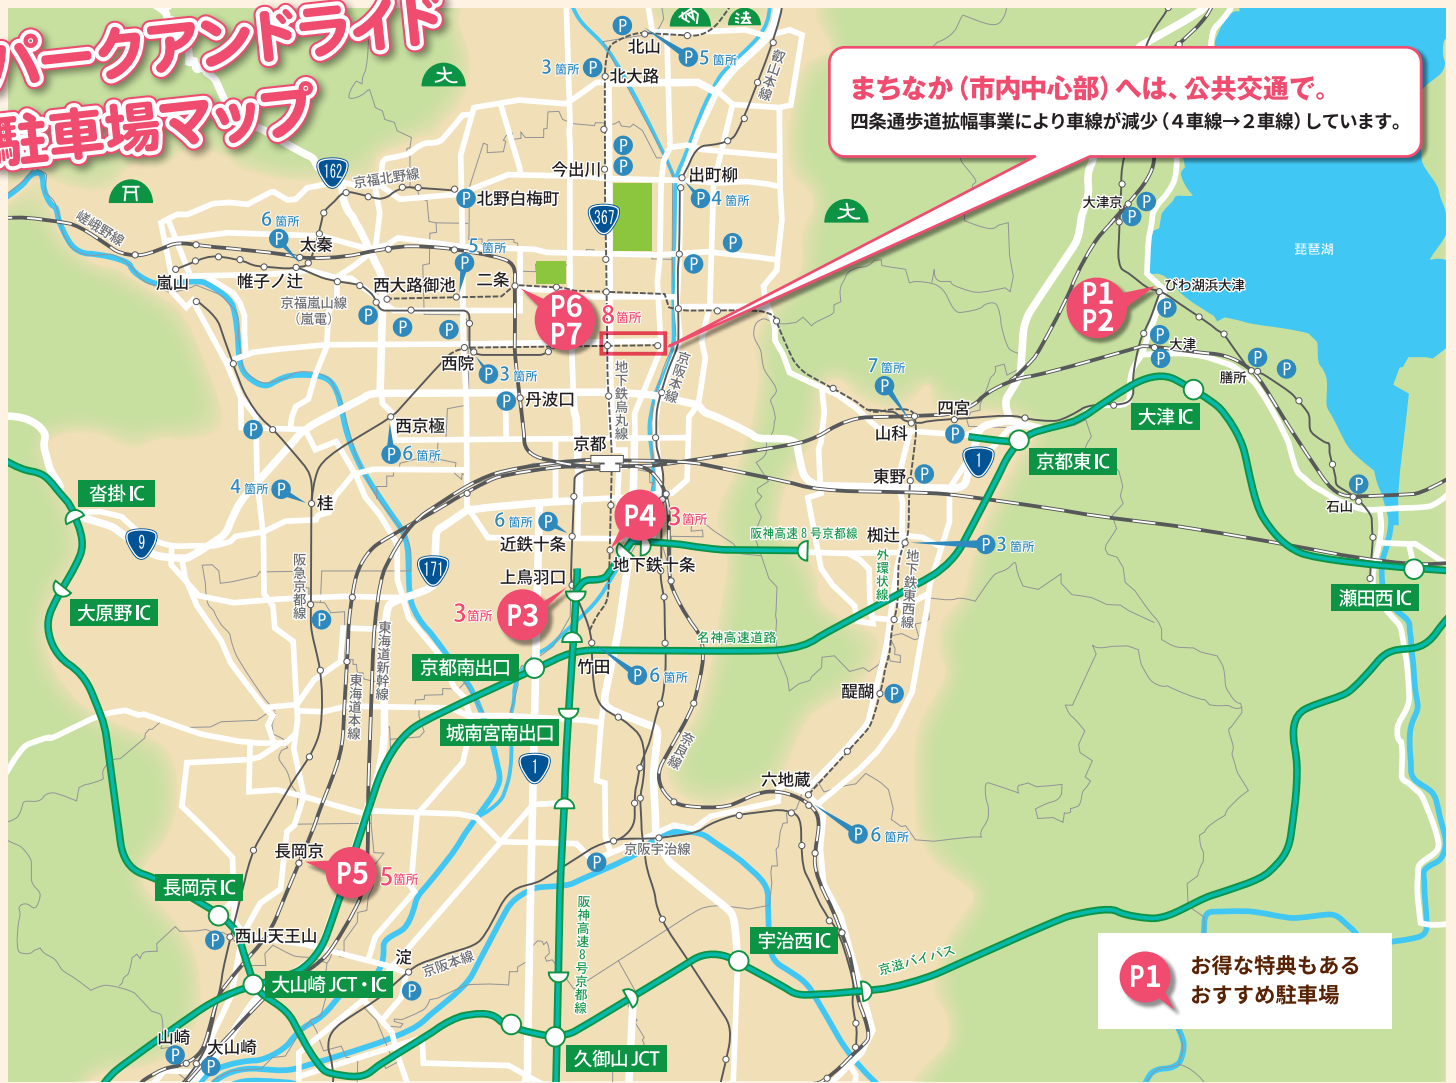 パークアンドライド
駐車場マップ
まちなか(市内中心部)へは、公共交通で。
四条通歩道拡幅事業により車線が減少(4車線→2車線)しています。
法
大
P
北山
P 5箇所
3箇所 P
北大路
叡山本線
162
京福北野線
今出川
P
P
出町柳
P 4箇所
北野白梅町
P
367
大
大津京
P
P
琵琶湖
嵯峨野線
6箇所
P
太秦
5箇所
P
P
P
嵐山
帷子ノ辻
西大路御池
二条
京福嵐山線
(嵐電)
P
P
P
P6
P7
8箇所
P1
P2
びわ湖浜大津
P
P
大津
P
膳所
P
P
西院
P 3箇所
地下鉄烏丸線
京阪本線
7箇所
P
P
丹波口
四宮
大津IC
P
西京極
京都
山科
P
京都東IC
P 6箇所
1
東野
P
4箇所 P
桂
P
石山
沓掛IC
9
6箇所 P
近鉄十条
P4
3箇所
阪神高速8号京都線
椥辻
P 3箇所
171
阪急京都線
上鳥羽口
地下鉄十条
外環状線
地下鉄東西線
瀬田西IC
大原野IC
3箇所
P3
P
東海道新幹線
名神高速道路
京都南出口
竹田
P 6箇所
東海道本線
醍醐
P
城南宮南出口
奈良線
1
六地蔵
P 6箇所
長岡京
P5
5箇所
京阪宇治線
P
長岡京IC
阪神高速8号京都線
P
西山天王山
淀
京阪本線
宇治西IC
京滋バイパス
大山崎JCT・IC
P
P1
お得な特典もある
おすすめ駐車場
山崎
P
大山崎
P
久御山JCT